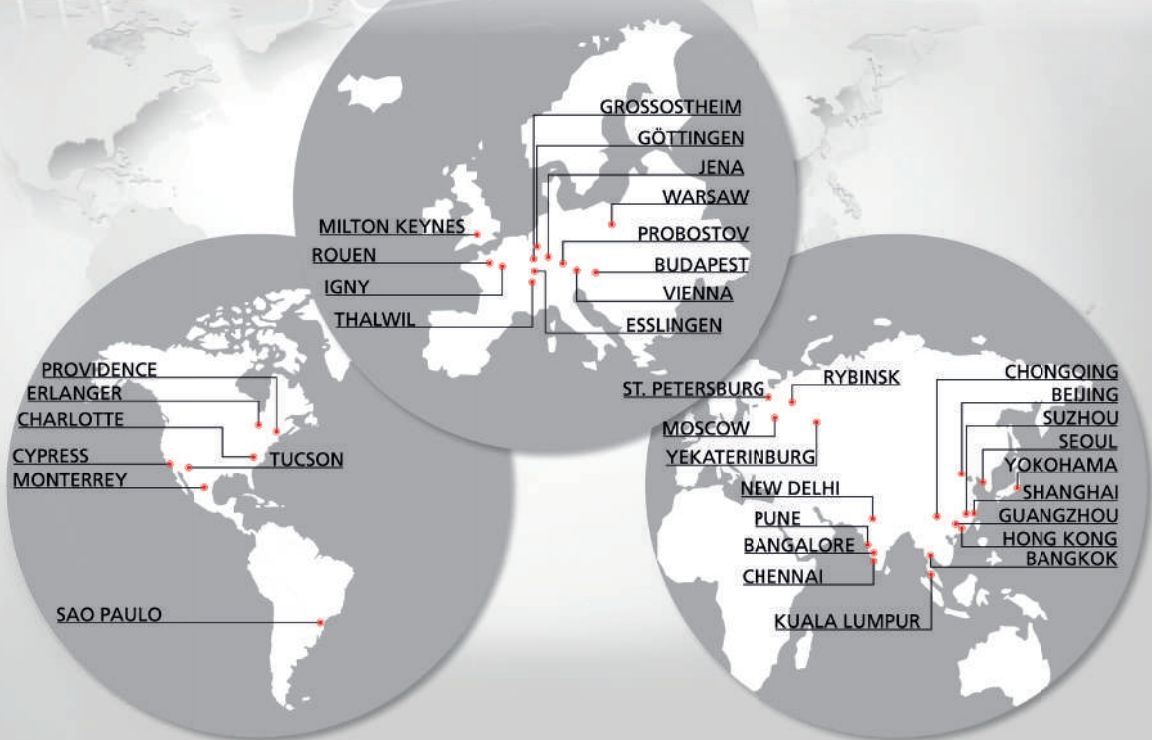 GROSSOSTHEIM
GÖTTINGEN
JENA
WARSAW
MILTON KEYNES
PROBOSTOV
ROUEN
BUDAPEST
IGNY
VIENNA
THALWIL
ESSLINGEN
PROVIDENCE
ERLANGER
CHARLOTTE
CYPRESS
TUCSON
MONTERREY
SAO PAULO
ST. PETERSBURG
RYBINSK
MOSCOW
YEKATERINBURG
NEW DELHI
PUNE
BANGALORE
CHENNAI
KUALA LUMPUR
CHONGQING
BEIJING
SUZHOU
SEOUL
YOKOHAMA
SHANGHAI
GUANGZHOU
HONG KONG
BANGKOK